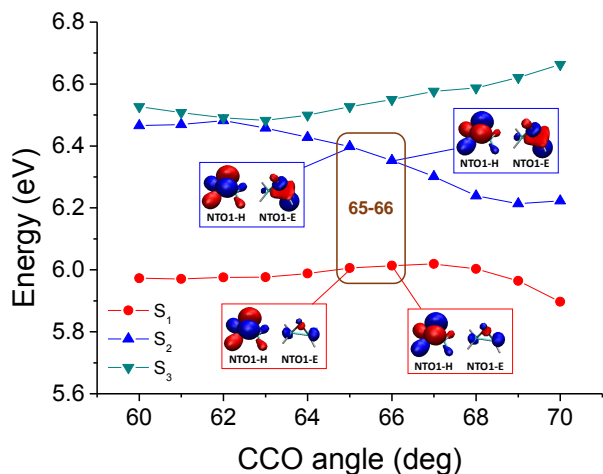 6.8
6.6
6.4
6.2
6.0
5.8
5.6
Energy (eV)
NTO1-H NTO1-E
NTO1-H NTO1-E
65-66
NTO1-H NTO1-E
NTO1-H NTO1-E
S1
S2
S3
60 62 64 66 68 70
CCO angle (deg)